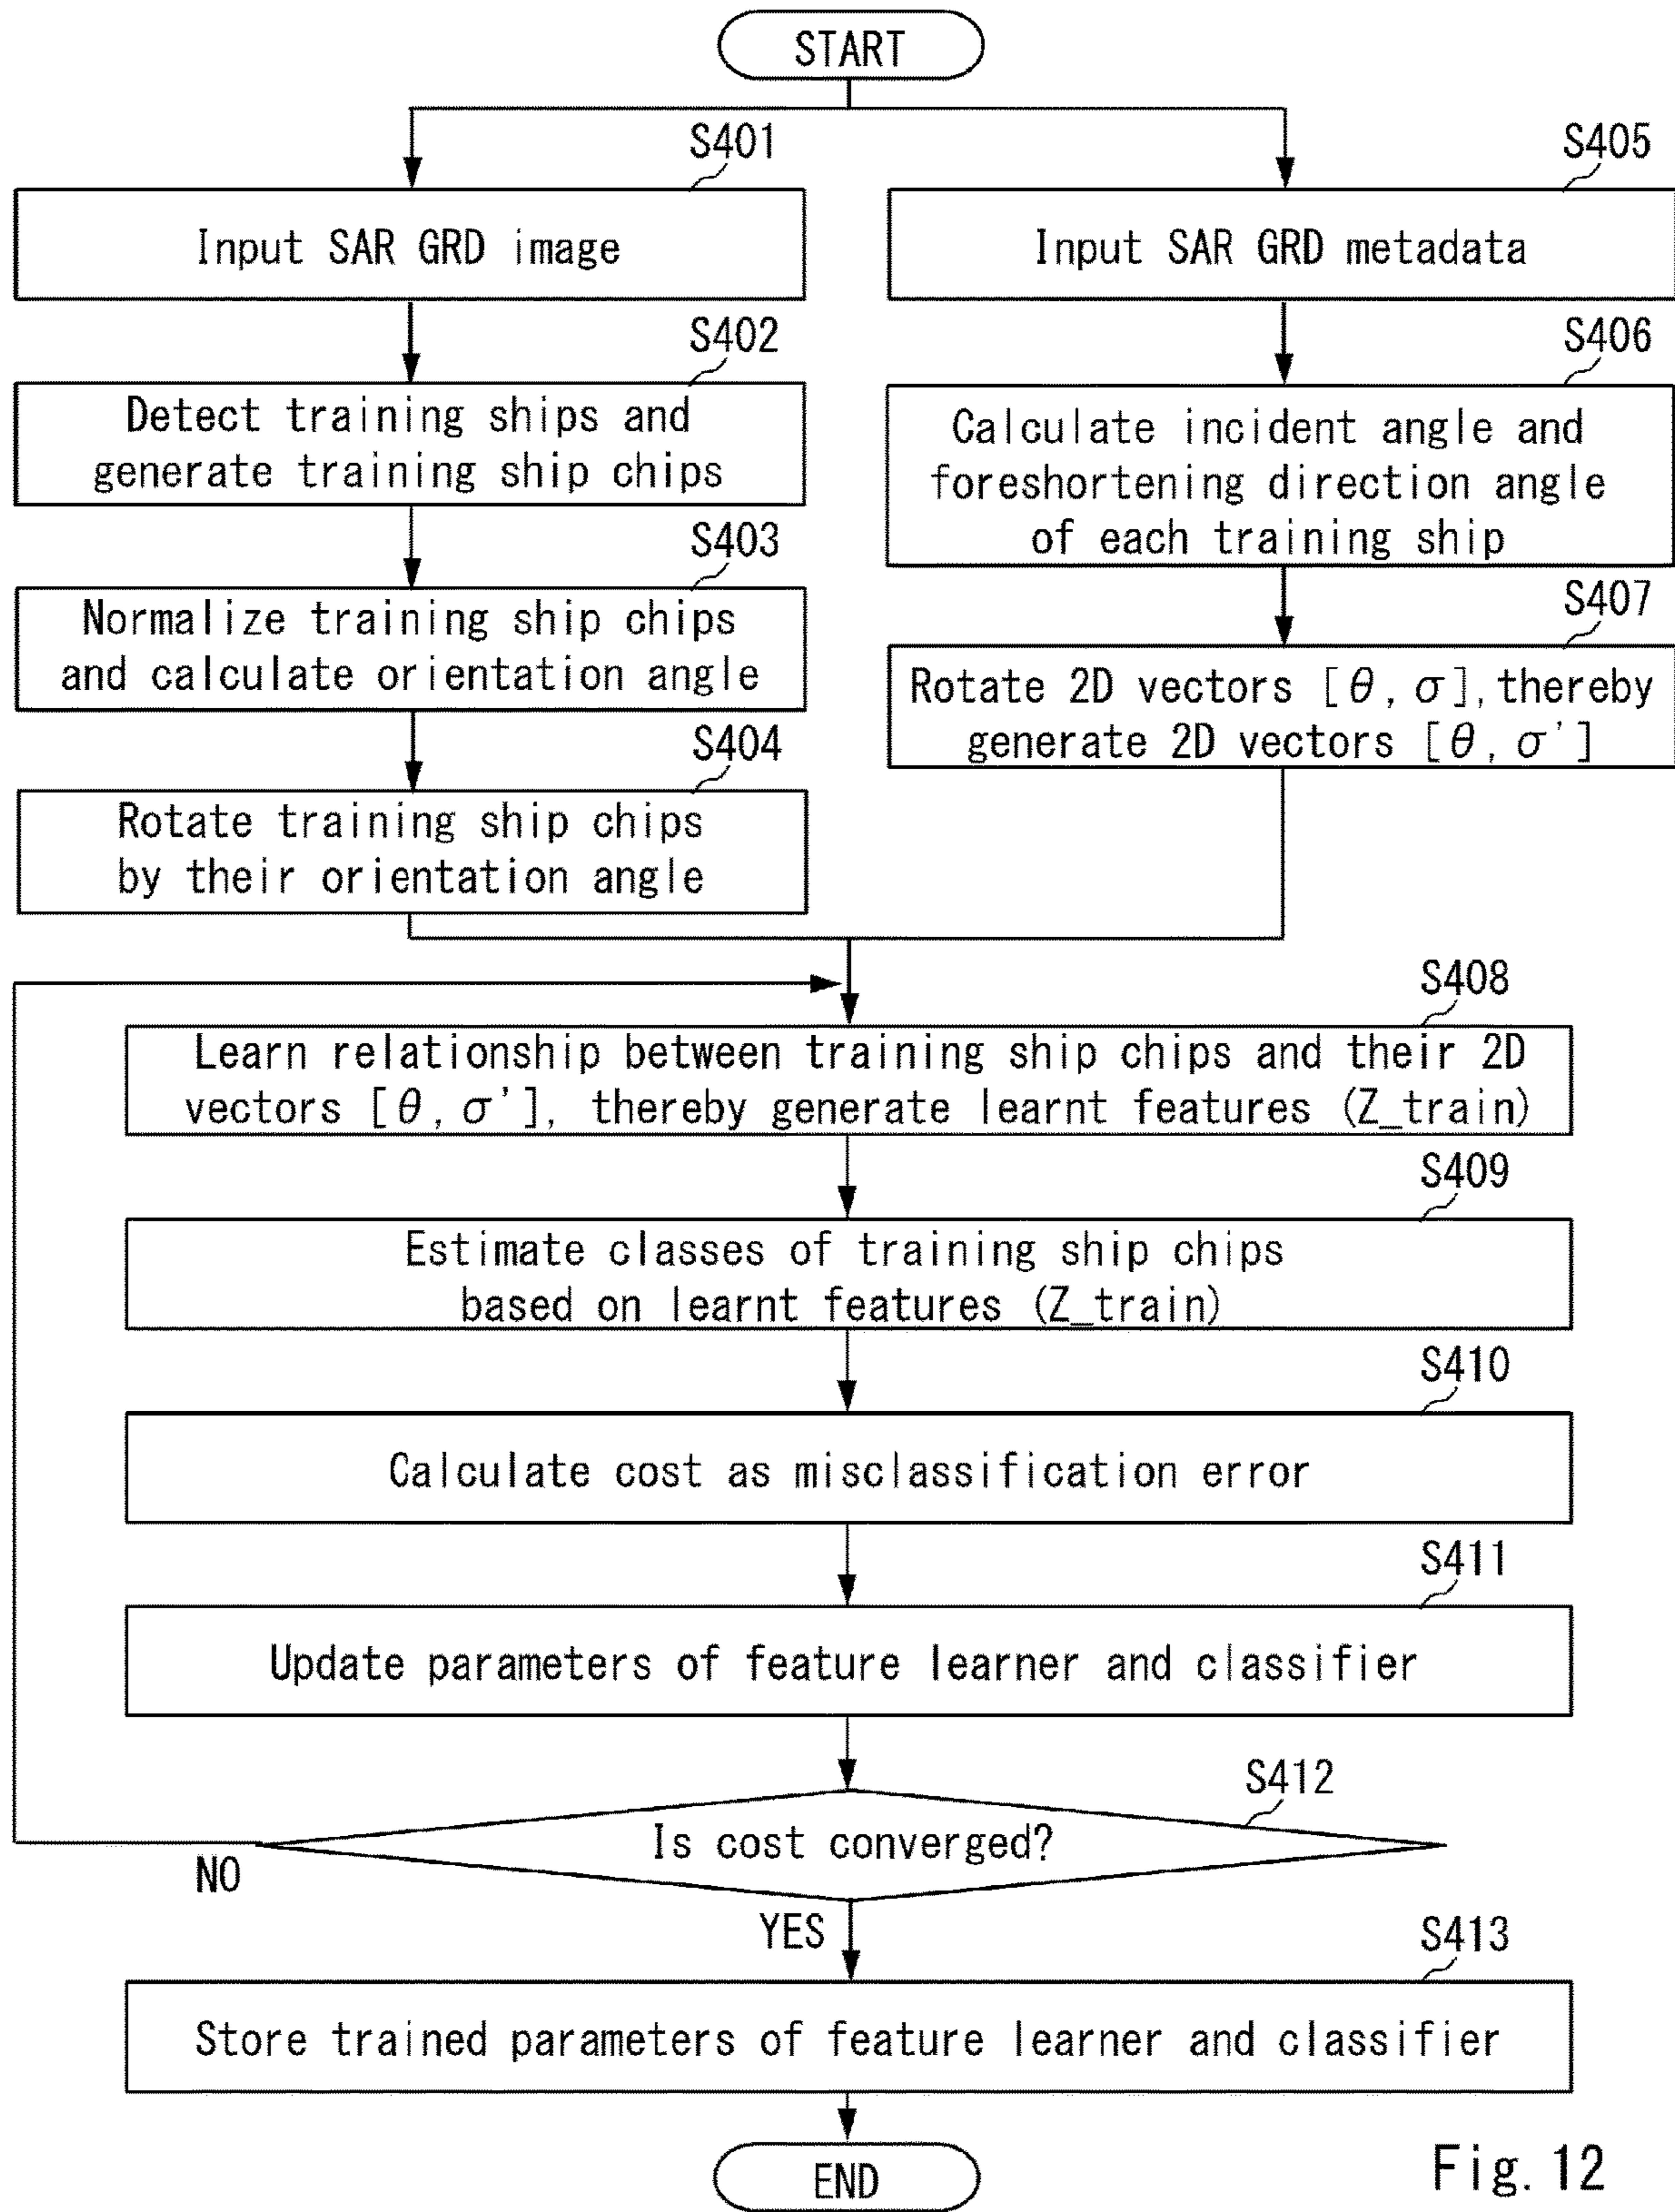 START
S401
Input SAR GRD image
S402
Detect training ships and
generate training ship chips
S403
Normalize training ship chips
and calculate orientation angle
S404
Rotate training ship chips
by their orientation angle
S405
Input SAR GRD metadata
S406
Calculate incident angle and
foreshortening direction angle
of each training ship
S407
Rotate 2D vectors [θ, σ], thereby
generate 2D vectors [θ, σ']
S408
Learn relationship between training ship chips and their 2D
vectors [θ, σ'], thereby generate learnt features (Z_train)
S409
Estimate classes of training ship chips
based on learnt features (Z_train)
S410
Calculate cost as misclassification error
S411
Update parameters of feature learner and classifier
S412
Is cost converged?
NO
YES
S413
Store trained parameters of feature learner and classifier
END
Fig. 12